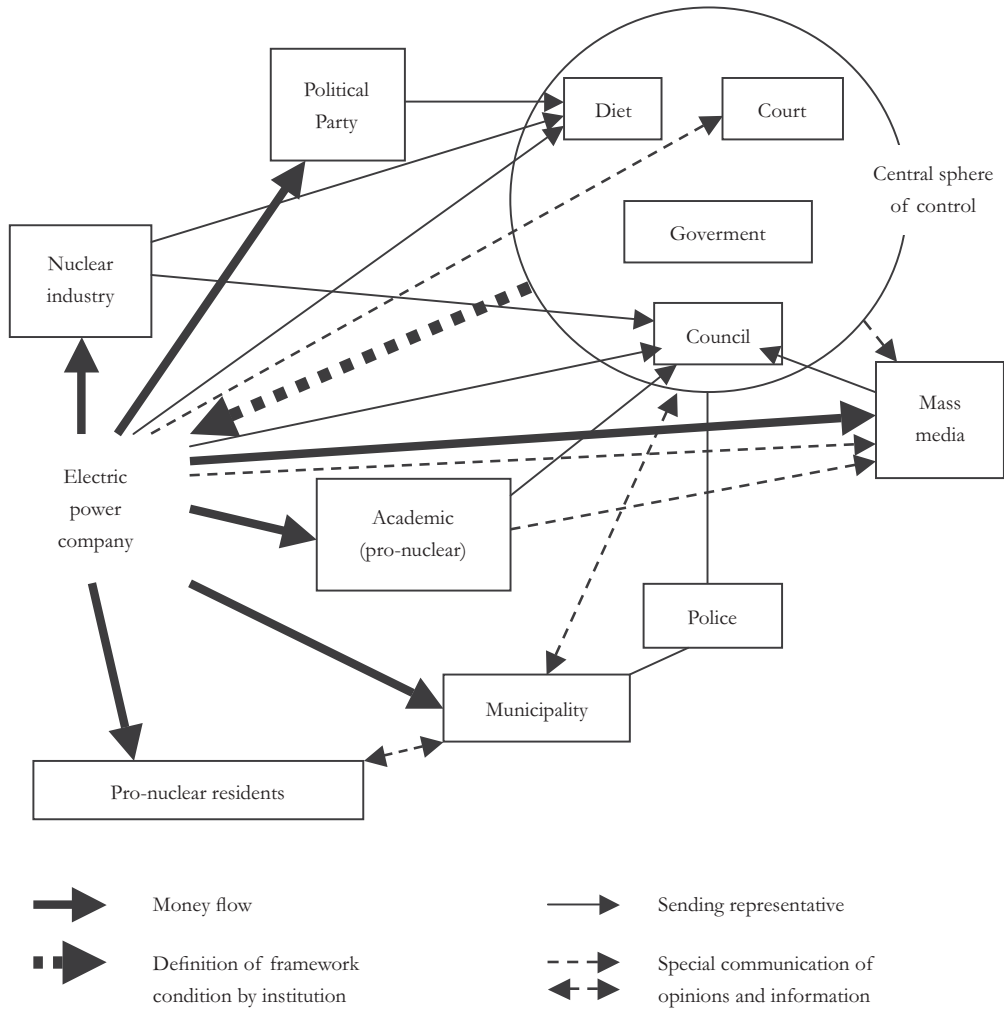 Political
Party
Diet
Court
Central sphere
of control
Goverment
Nuclear
industry
Council
Mass
media
Electric
power
company
Academic
(pro-nuclear)
Police
Municipality
Pro-nuclear residents
Money flow
Sending representative
Definition of framework
condition by institution
Special communication of
opinions and information